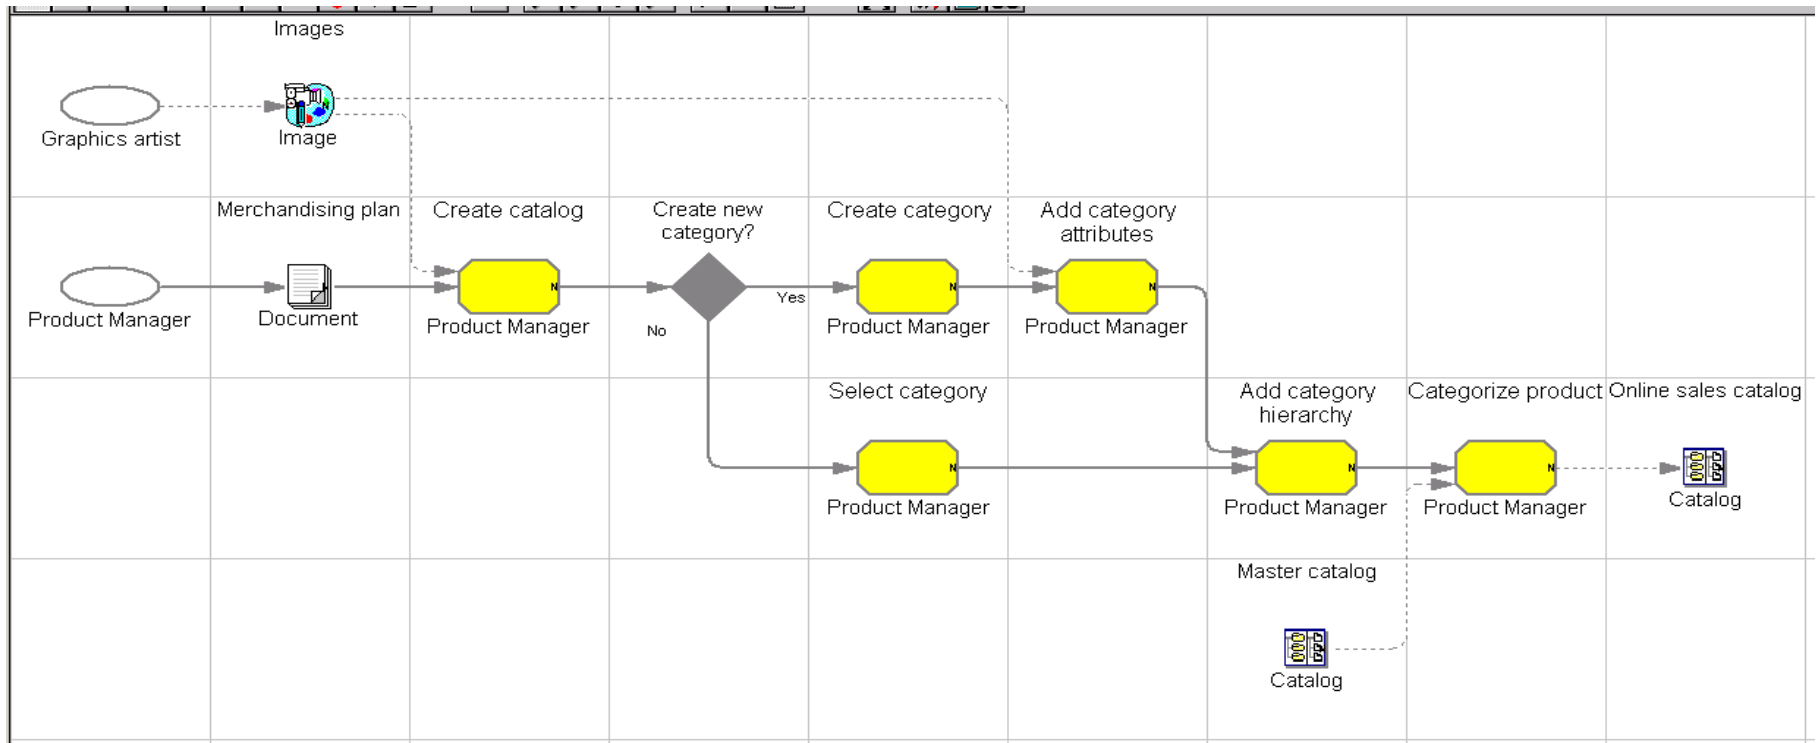 Images
Graphics artist
Image
Merchandising plan
Create catalog
Create new
category?
Create category
Add category
attributes
N
N
N
Yes
Product Manager
Document
Product Manager
No
Product Manager
Product Manager
Select category
Add category
hierarchy
Categorize product
Online sales catalog
N
N
N
Product Manager
Product Manager
Product Manager
Catalog
Master catalog
Catalog